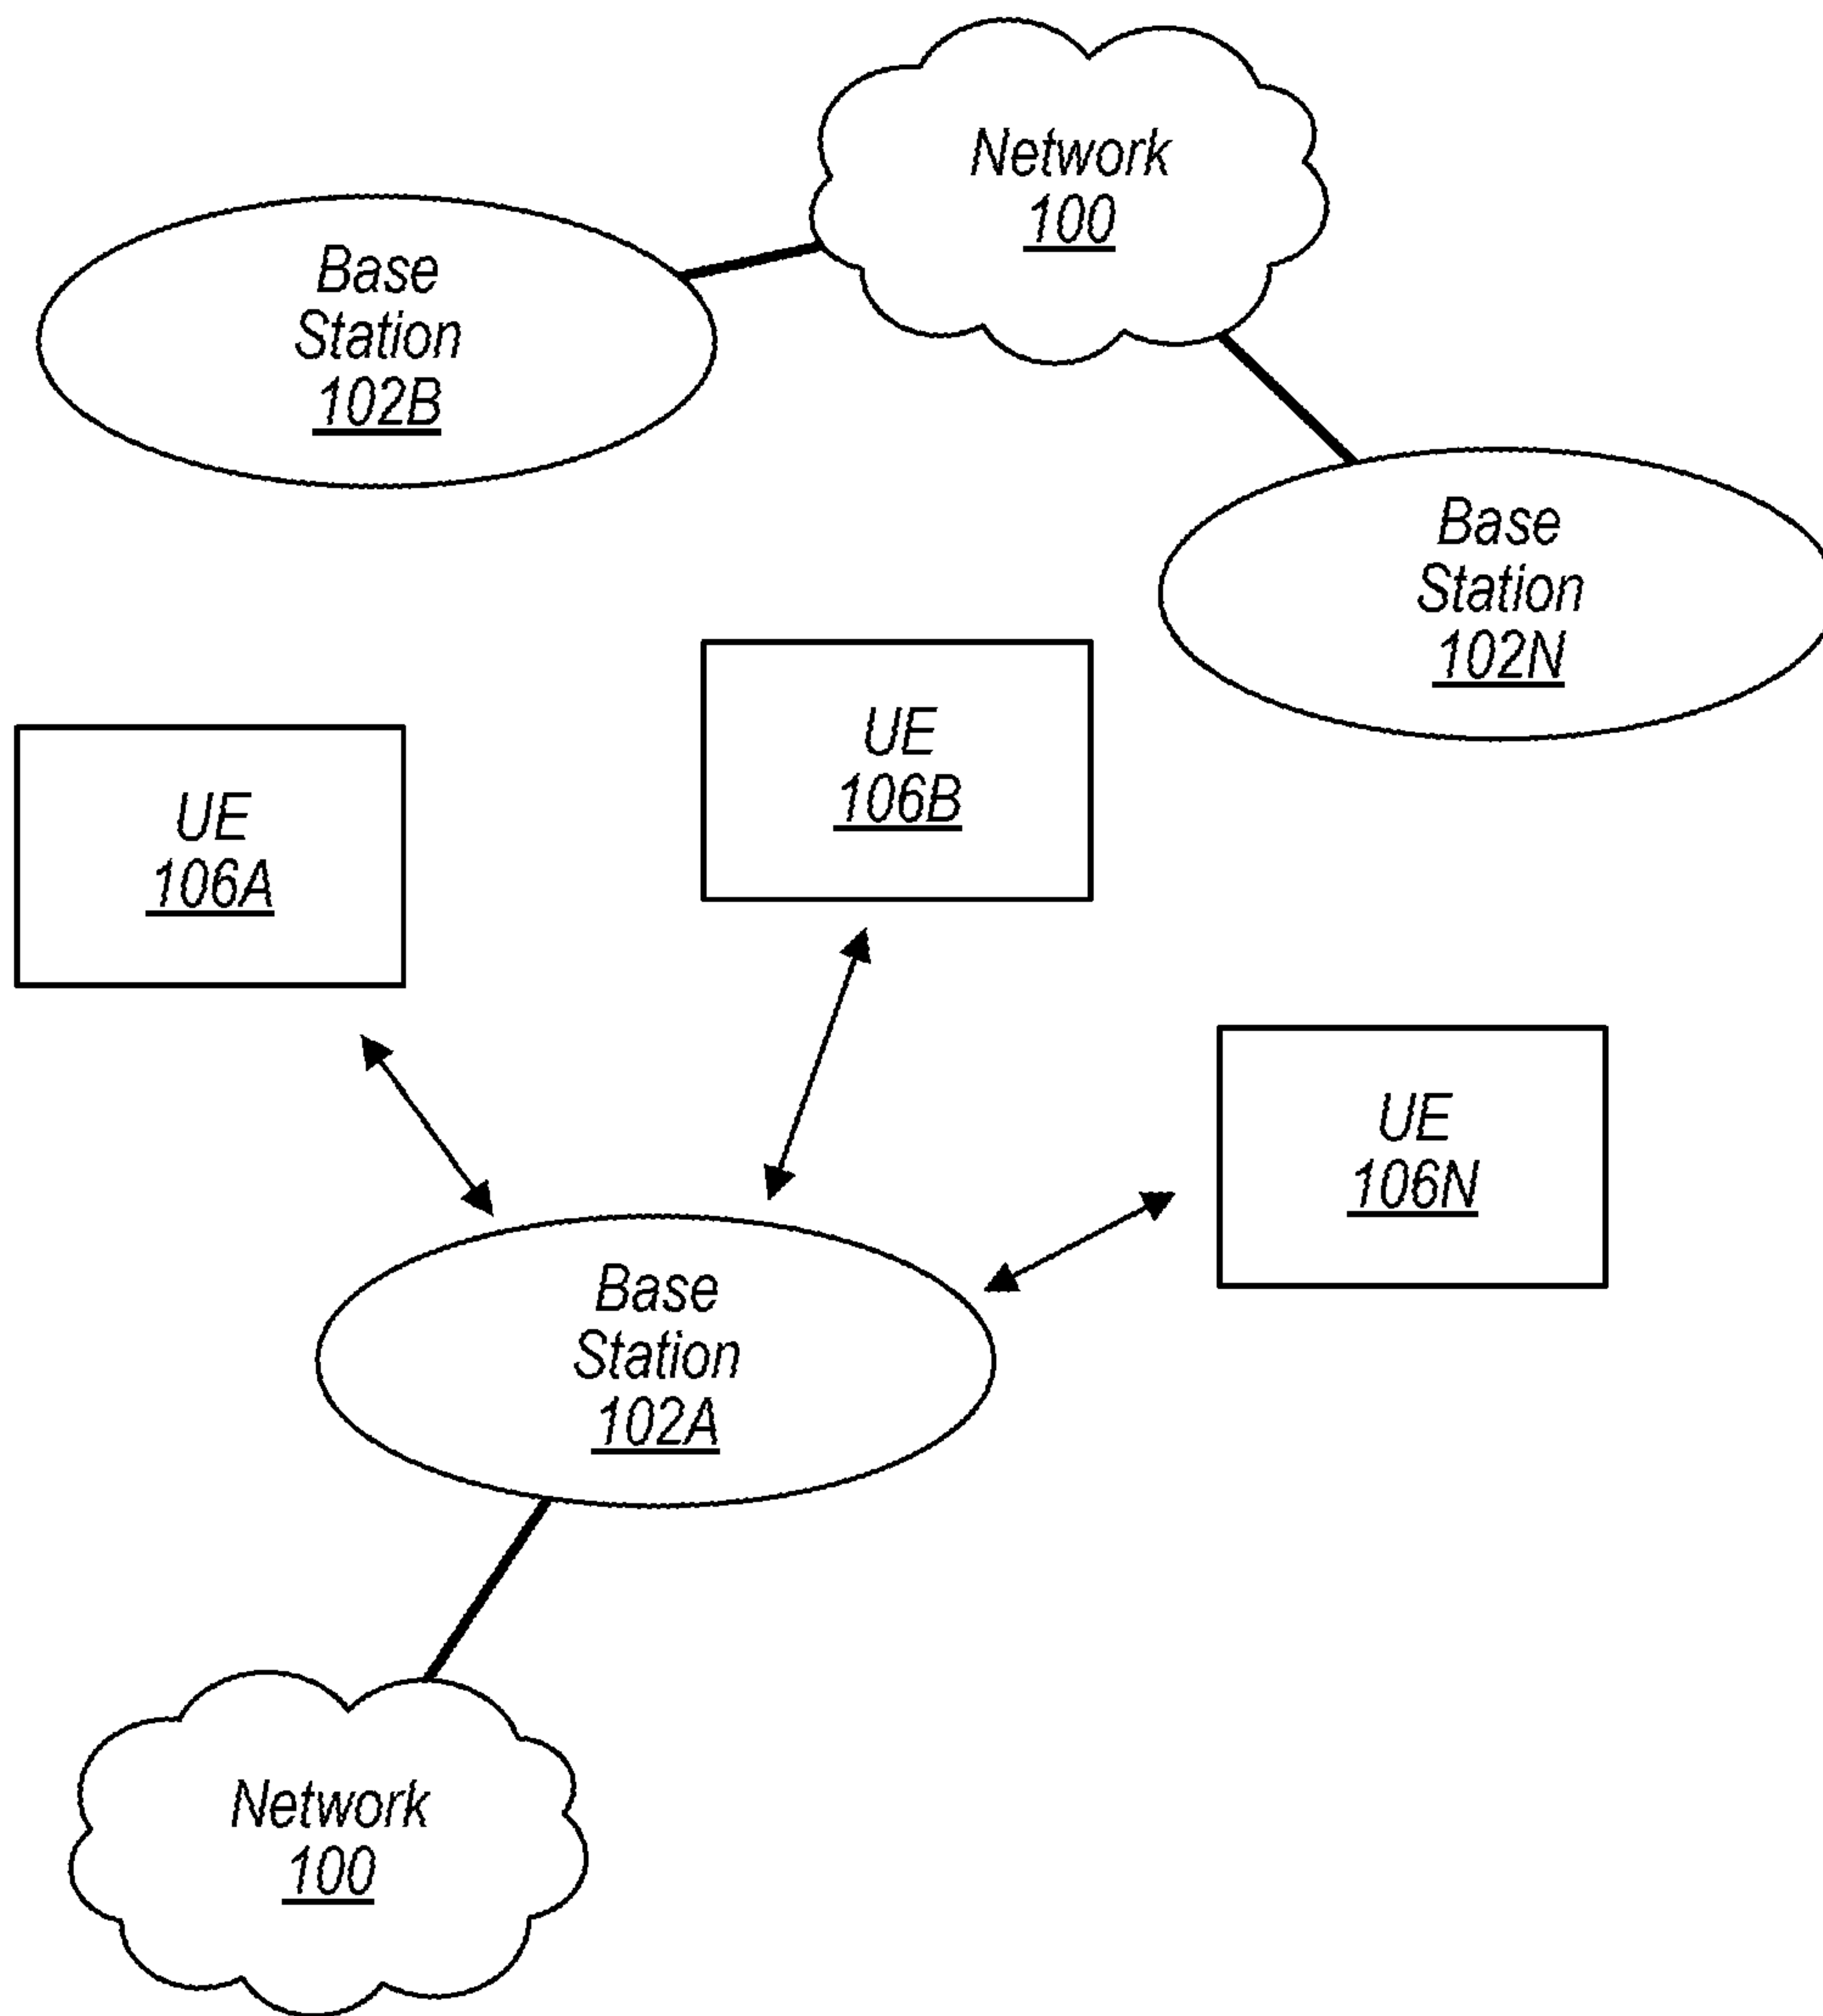 Network
100
Base
Station
102B
Base
Station
102N
UE
106B
UE
106A
UE
106N
Base
Station
102A
Network
100